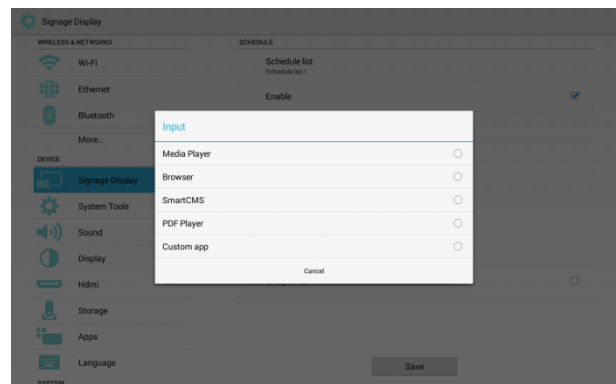 Signage Display
WIRELESS & NETWORKS
Wi-Fi
Ethernet
Bluetooth
More...
DEVICE
Signage Display
System Tools
Sound
Display
Hdmi
Storage
Apps
Language
SYSTEM
SCHEDULE
Schedule list
Schedule list 1
Enable
Input
Media Player
Browser
SmartCMS
PDF Player
Custom app
Cancel
Save